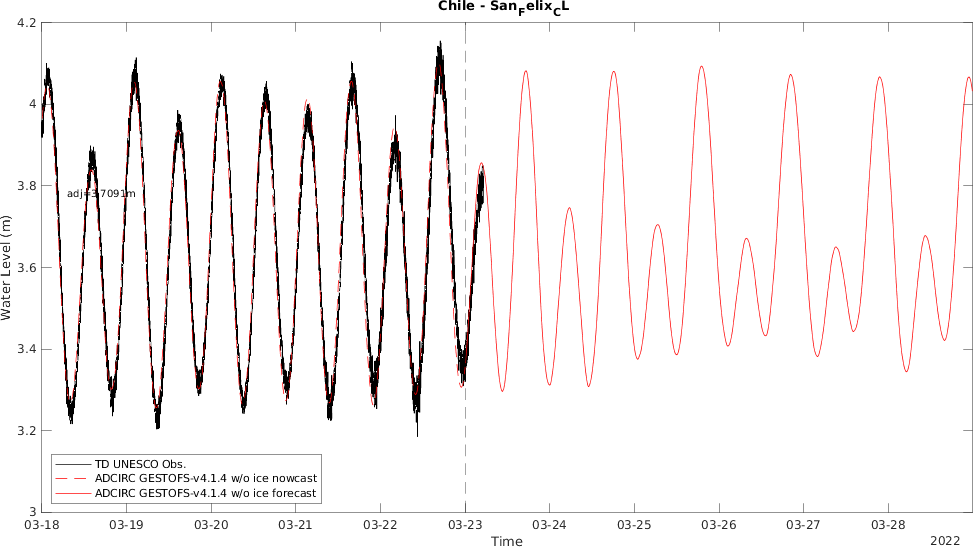 Chile - SanFelixCL
4.2
4
3.8
3.6
3.4
3.2
3
Water Level (m)
adj=3.7091m
TD UNESCO Obs.
ADCIRC GESTOFS-v4.1.4 w/o ice nowcast
ADCIRC GESTOFS-v4.1.4 w/o ice forecast
03-18 03-19 03-20 03-21 03-22 03-23 03-24 03-25 03-26 03-27 03-28
Time
2022